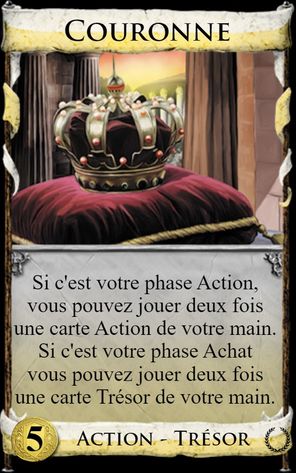 COURONNE
Si c'est votre phase Action,
vous pouvez jouer deux fois
une carte Action de votre main.
Si c'est votre phase Achat
vous pouvez jouer deux fois
une carte Trésor de votre main.
5
ACTION - TRÉSOR